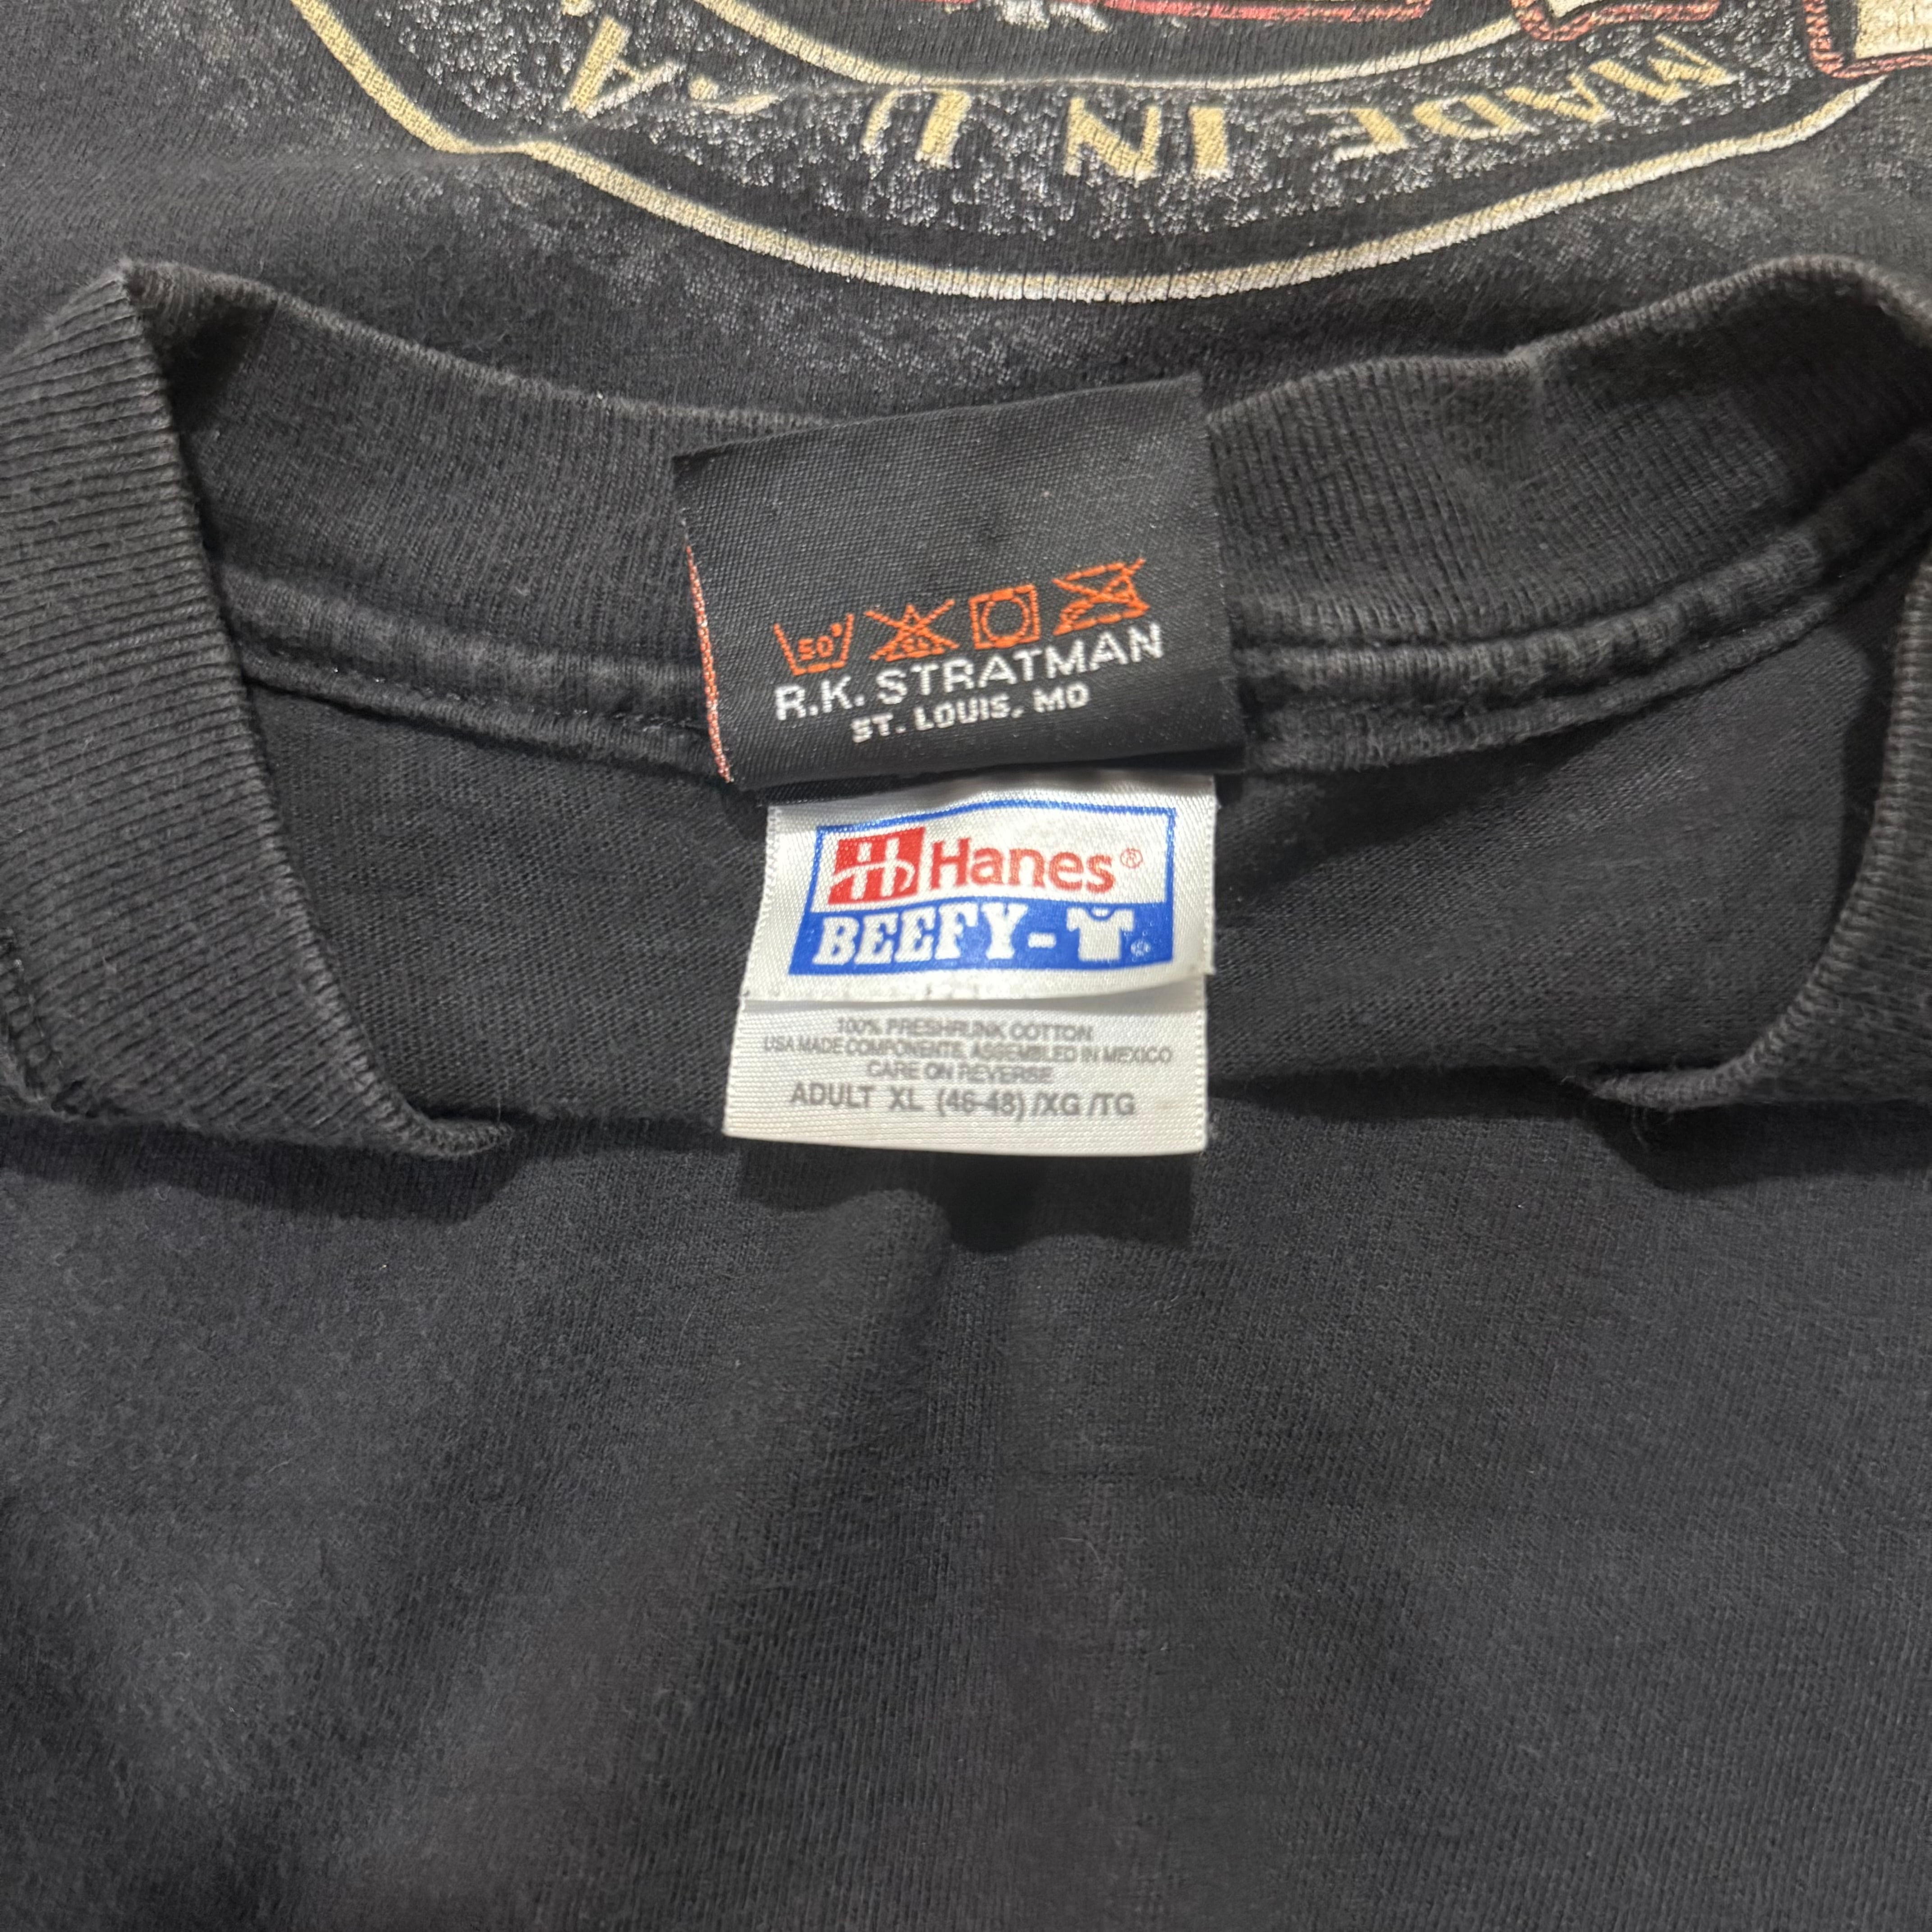 MADE IN U.S.A.
50°
CL
R.K. STRATMAN
ST. LOUIS, MO
Hanes®
BEEFY-T®
100% PRESHRUNK COTTON
USA MADE COMPONENTS, ASSEMBLED IN MEXICO
CARE ON REVERSE
ADULT XL (46-48) /XG /TG